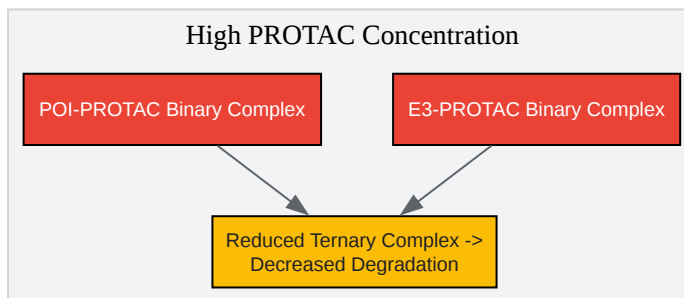 High PROTAC Concentration
POI-PROTAC Binary Complex
E3-PROTAC Binary Complex
Reduced Ternary Complex ->
Decreased Degradation